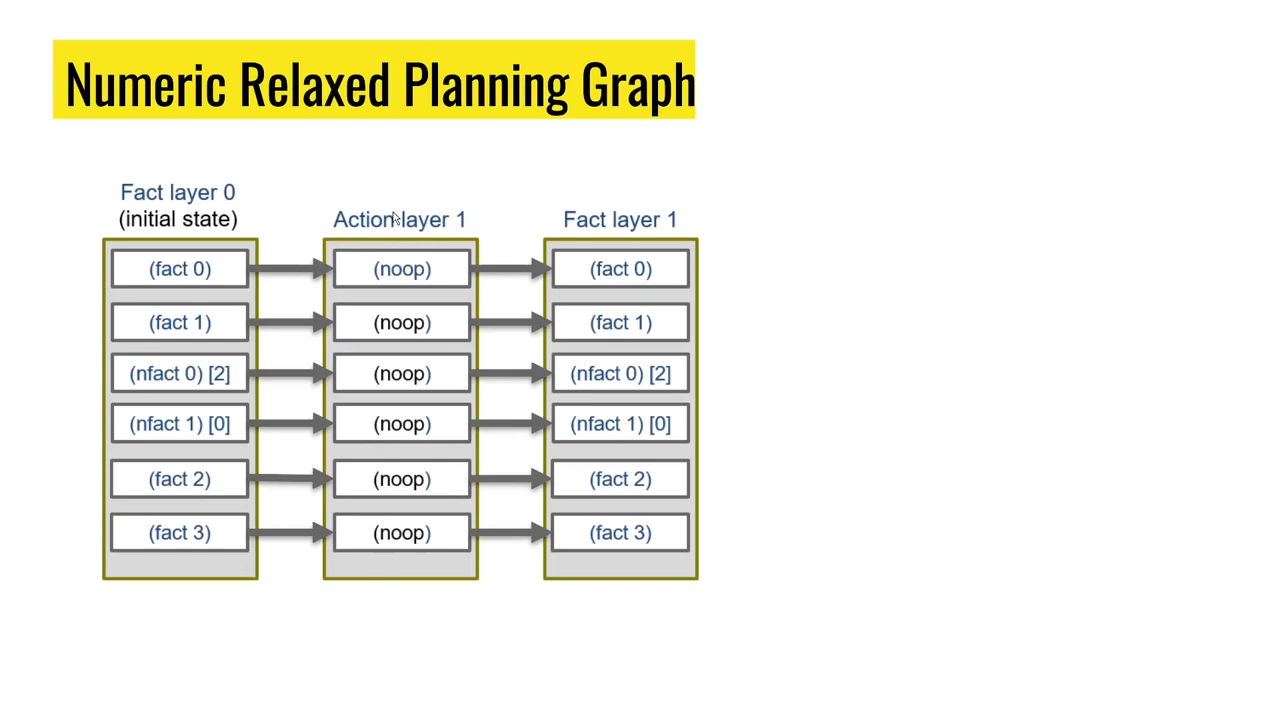 Numeric Relaxed Planning Graph
Fact layer 0
(initial state)
Action layer 1
Fact layer 1
(fact 0)
(noop)
(fact 0)
(fact 1)
(noop)
(fact 1)
(nfact 0) [2]
(noop)
(nfact 0) [2]
(nfact 1) [0]
(noop)
(nfact 1) [0]
(fact 2)
(noop)
(fact 2)
(fact 3)
(noop)
(fact 3)